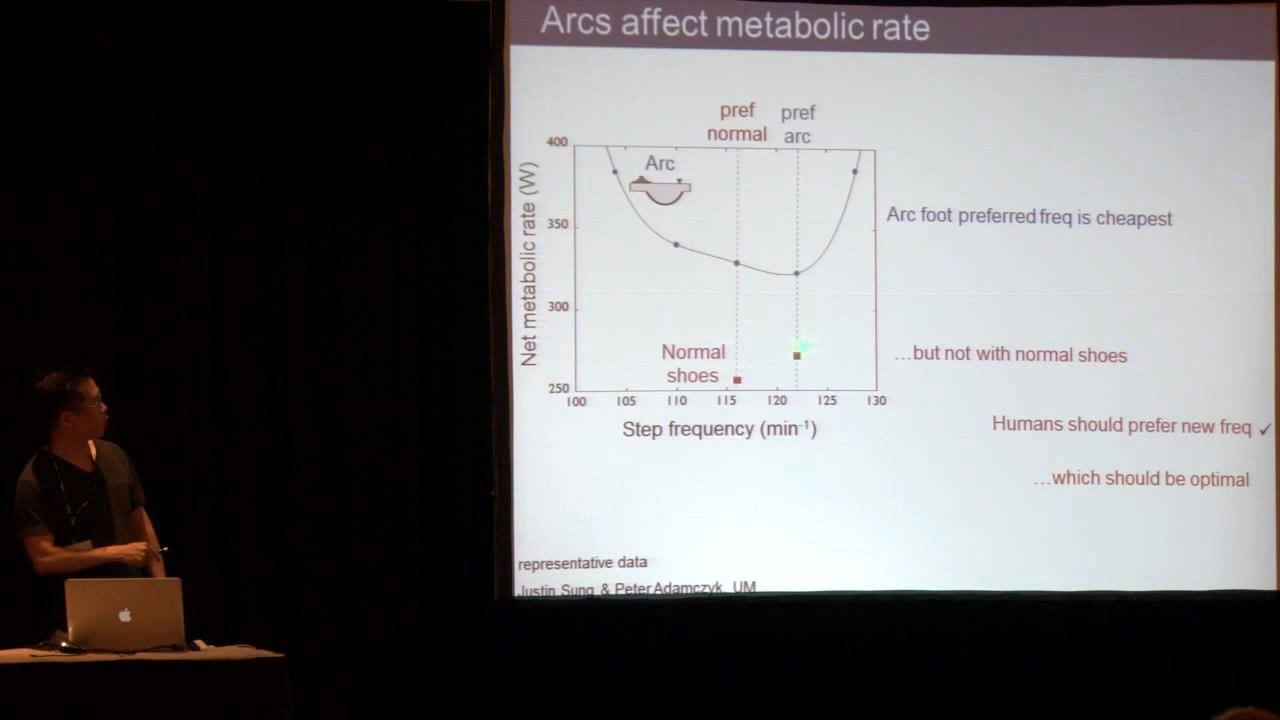 Arcs affect metabolic rate
pref normal
pref arc
400
350
300
250
Net metabolic rate (W)
Arc
Normal shoes
100 105 110 115 120 125 130
Step frequency (min-1)
Arc foot preferred freq is cheapest
...but not with normal shoes
Humans should prefer new freq ✓
...which should be optimal
representative data
Justin Sung & Peter Adamczyk, UM